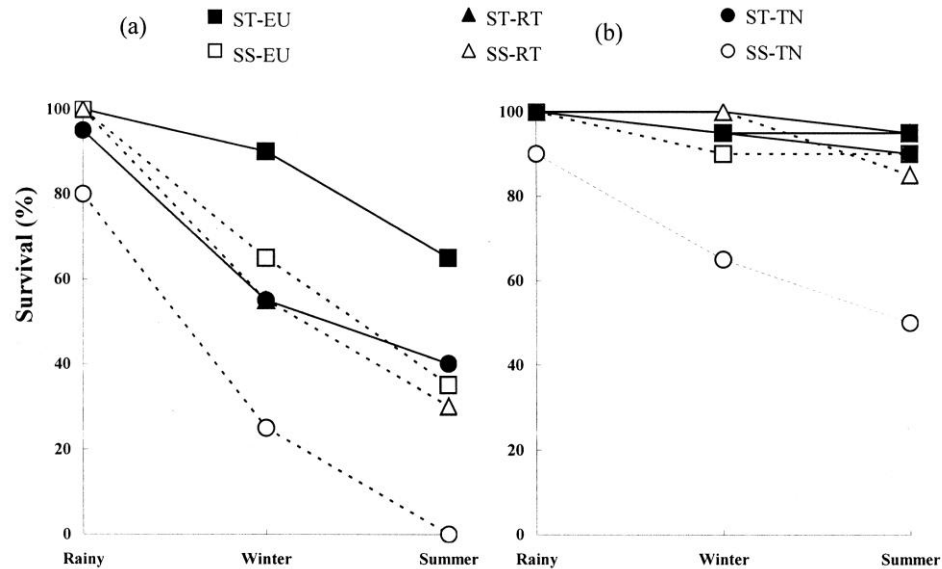 (a)
ST-EU
ST-RT
ST-TN
SS-EU
SS-RT
(b)
SS-TN
Survival (%)
100
80
60
40
20
0
Rainy
Winter
Summer
100
80
60
40
20
0
Rainy
Winter
Summer